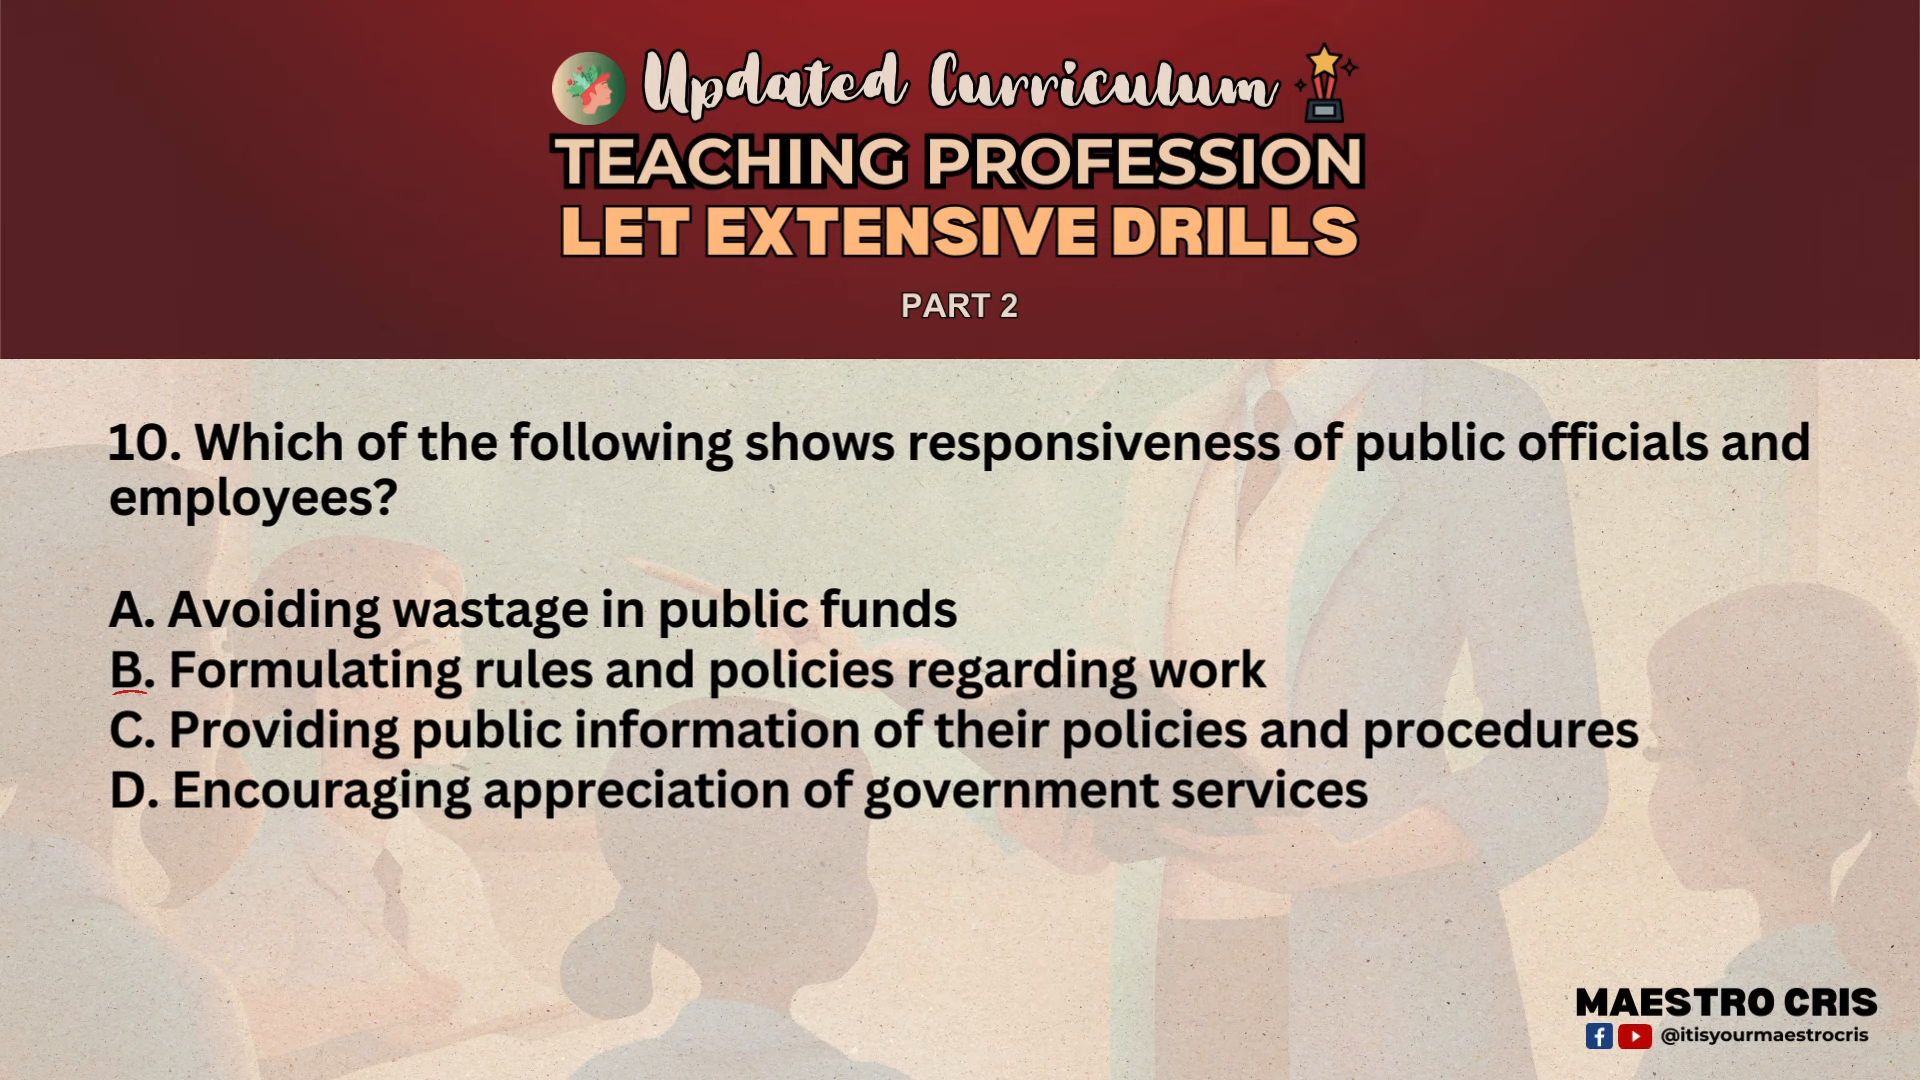 Updated Curriculum
TEACHING PROFESSION
LET EXTENSIVE DRILLS
PART 2
10. Which of the following shows responsiveness of public officials and
employees?
A. Avoiding wastage in public funds
B. Formulating rules and policies regarding work
C. Providing public information of their policies and procedures
D. Encouraging appreciation of government services
MAESTRO CRIS
@itisyourmaestrocris